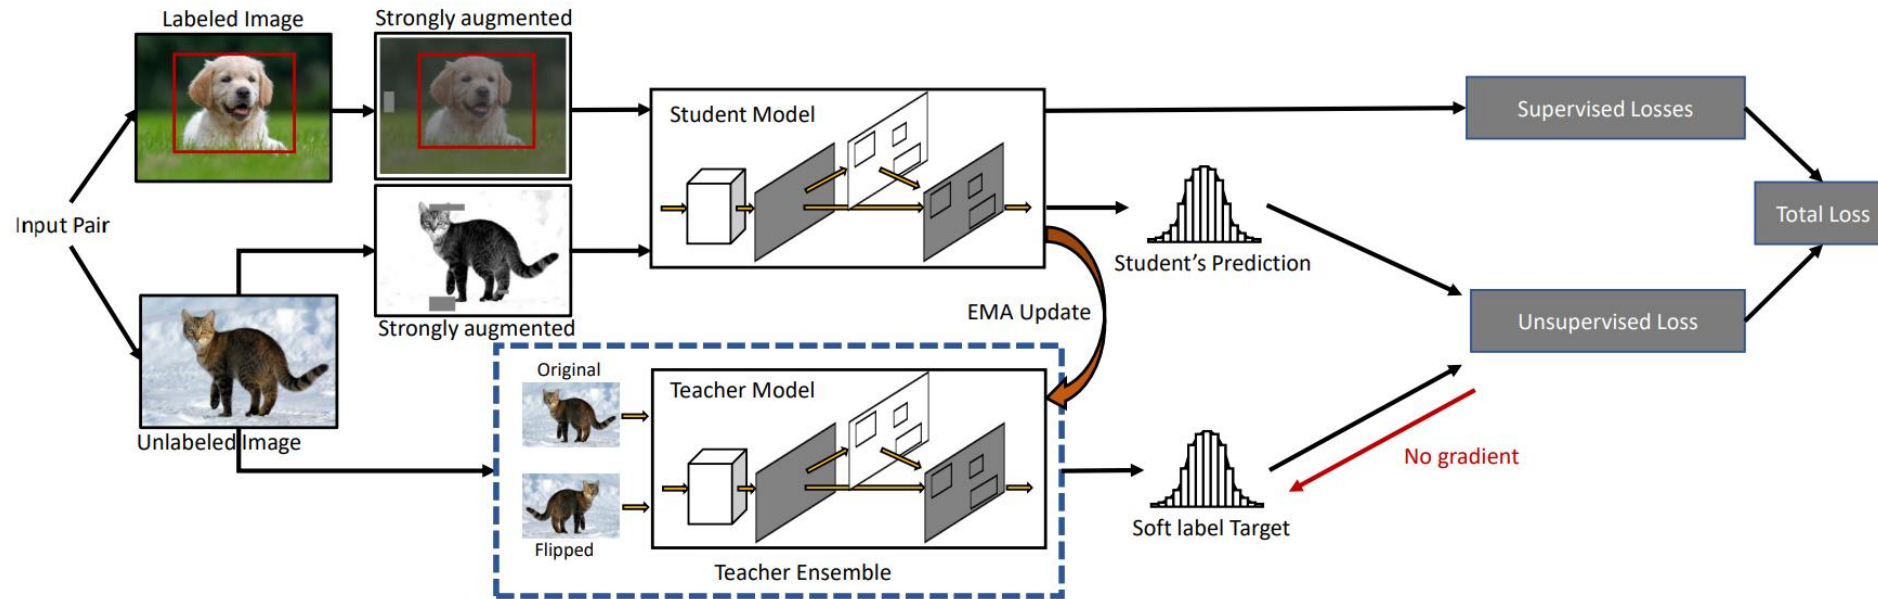 Labeled Image
Strongly augmented
Student Model
Supervised Losses
Input Pair
Total Loss
Student's Prediction
Strongly augmented
EMA Update
Unsupervised Loss
Unlabeled Image
Original
Teacher Model
No gradient
Flipped
Soft label Target
Teacher Ensemble